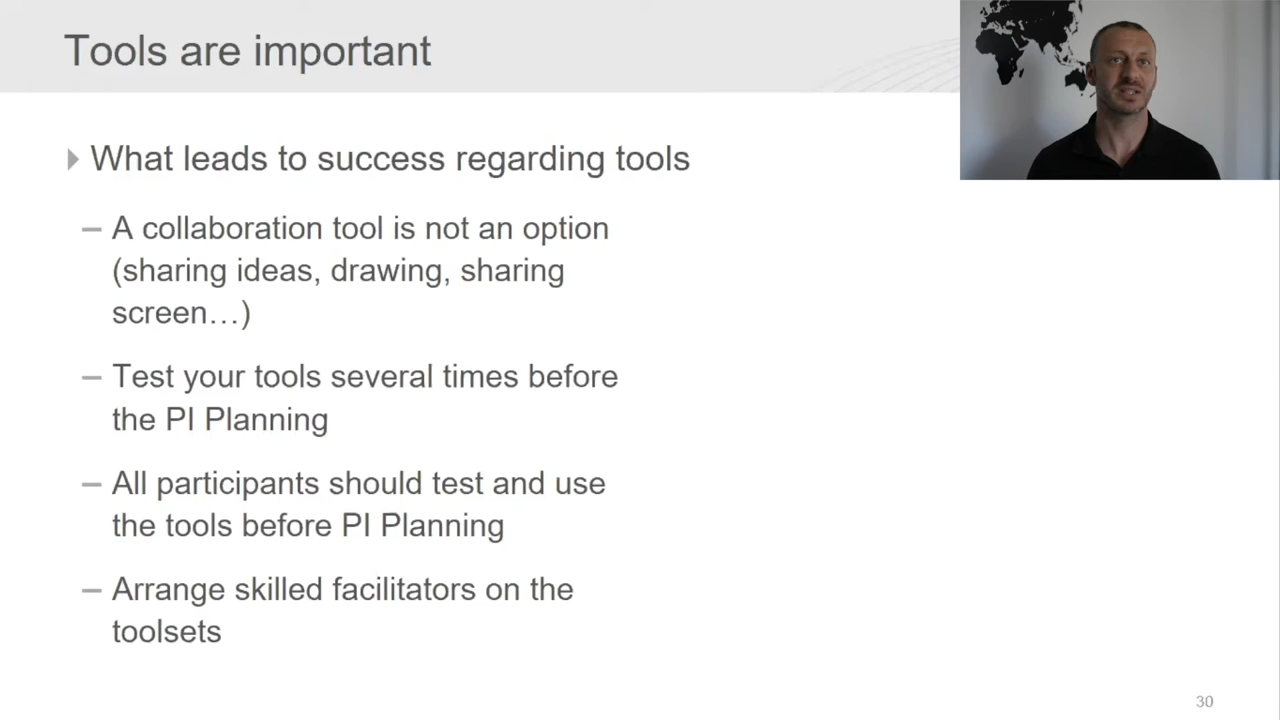 Tools are important
What leads to success regarding tools
– A collaboration tool is not an option
(sharing ideas, drawing, sharing
screen…)
– Test your tools several times before
the PI Planning
– All participants should test and use
the tools before PI Planning
– Arrange skilled facilitators on the
toolsets
30